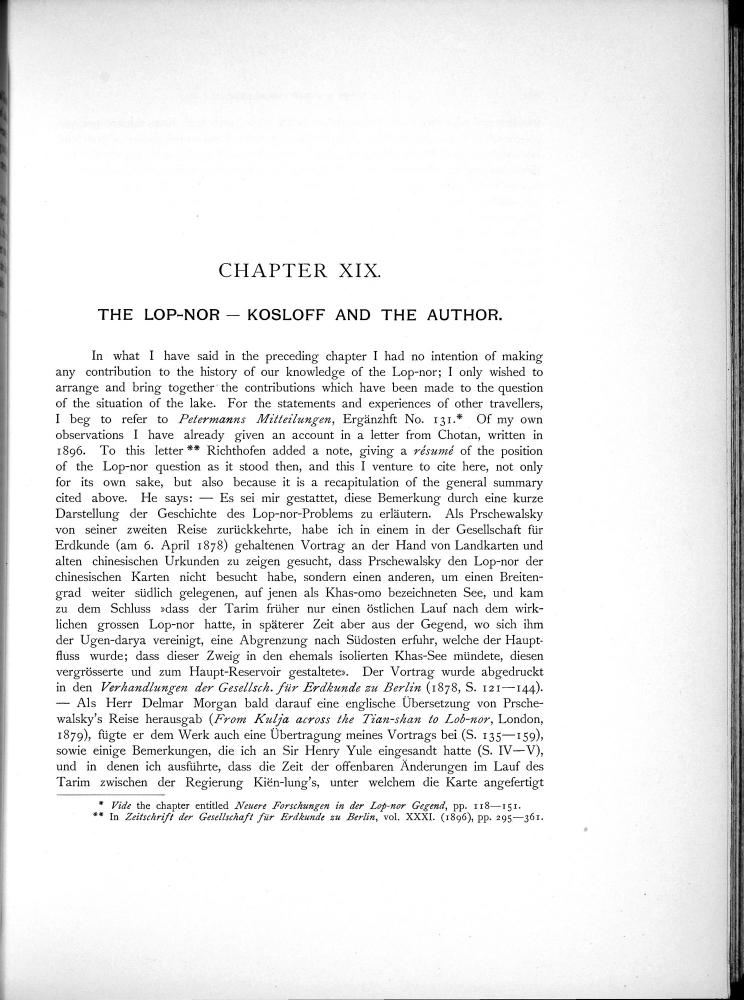 CHAPTER XIX.
THE LOP-NOR — KOSLOFF AND THE AUTHOR.
In what I have said in the preceding chapter I had no intention of making
any contribution to the history of our knowledge of the Lop-nor; I only wished to
arrange and bring together the contributions which have been made to the question
of the situation of the lake. For the statements and experiences of other travellers,
I beg to refer to Petermanns Mitteilungen, Ergänzhft No. 131.* Of my own
observations I have already given an account in a letter from Chotan, written in
1896. To this letter** Richthofen added a note, giving a résumé of the position
of the Lop-nor question as it stood then, and this I venture to cite here, not only
for its own sake, but also because it is a recapitulation of the general summary
cited above. He says: — Es sei mir gestattet, diese Bemerkung durch eine kurze
Darstellung der Geschichte des Lop-nor-Problems zu erläutern. Als Prschewalsky
von seiner zweiten Reise zurückkehrte, habe ich in einem in der Gesellschaft für
Erdkunde (am 6. April 1878) gehaltenen Vortrag an der Hand von Landkarten und
alten chinesischen Urkunden zu zeigen gesucht, dass Prschewalsky den Lop-nor der
chinesischen Karten nicht besucht habe, sondern einen anderen, um einen Breiten-
grad weiter südlich gelegenen, auf jenen als Khas-omo bezeichneten See, und kam
zu dem Schluss »dass der Tarim früher nur einen östlichen Lauf nach dem wirk-
lichen grossen Lop-nor hatte, in späterer Zeit aber aus der Gegend, wo sich ihm
der Ugen-darya vereinigt, eine Abgrenzung nach Südosten erfuhr, welche der Haupt-
fluss wurde; dass dieser Zweig in den ehemals isolierten Khas-See mündete, diesen
vergrösserte und zum Haupt-Reservoir gestaltete». Der Vortrag wurde abgedruckt
in den Verhandlungen der Gesellsch. für Erdkunde zu Berlin (1878, S. 121—144).
— Als Herr Delmar Morgan bald darauf eine englische Übersetzung von Prsche-
walsky's Reise herausgab (From Kulja across the Tian-shan to Lob-nor, London,
1879), fügte er dem Werk auch eine Übertragung meines Vortrags bei (S. 135—159),
sowie einige Bemerkungen, die ich an Sir Henry Yule eingesandt hatte (S. IV—V),
und in denen ich ausführte, dass die Zeit der offenbaren Änderungen im Lauf des
Tarim zwischen der Regierung Kiën-lung's, unter welchem die Karte angefertigt
* Vide the chapter entitled Neuere Forschungen in der Lop-nor Gegend, pp. 118—151.
** In Zeitschrift der Gesellschaft für Erdkunde zu Berlin, vol. XXXI. (1896), pp. 295—361.